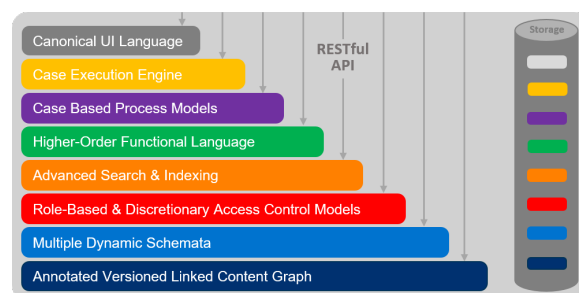 Canonical UI Language
Case Execution Engine
Case Based Process Models
Higher-Order Functional Language
Advanced Search & Indexing
Role-Based & Discretionary Access Control Models
Multiple Dynamic Schemata
Annotated Versioned Linked Content Graph
RESTful
API
Storage